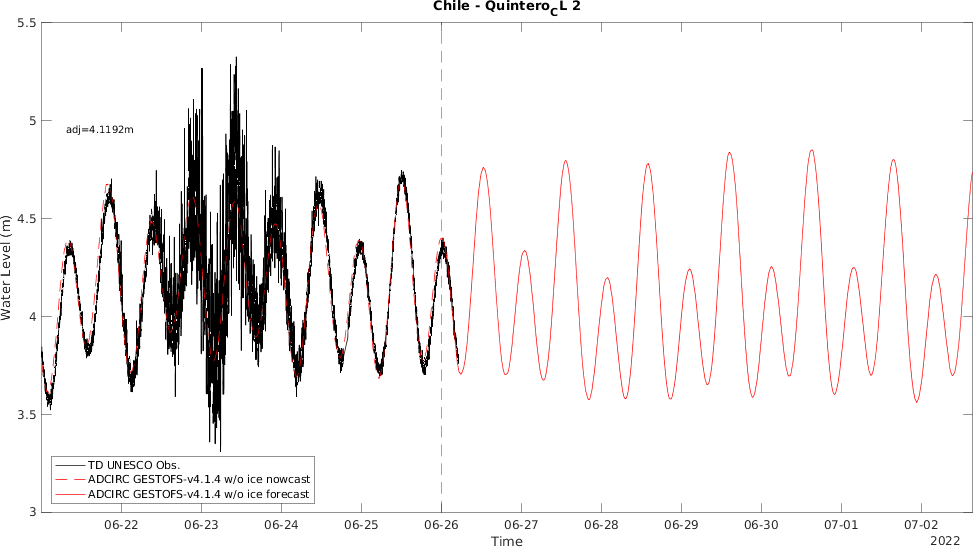 Chile - Quintero_CL 2
5.5
5
4.5
4
3.5
3
Water Level (m)
adj=4.1192m
TD UNESCO Obs.
ADCIRC GESTOFS-v4.1.4 w/o ice nowcast
ADCIRC GESTOFS-v4.1.4 w/o ice forecast
06-22 06-23 06-24 06-25 06-26 06-27 06-28 06-29 06-30 07-01 07-02
Time
2022